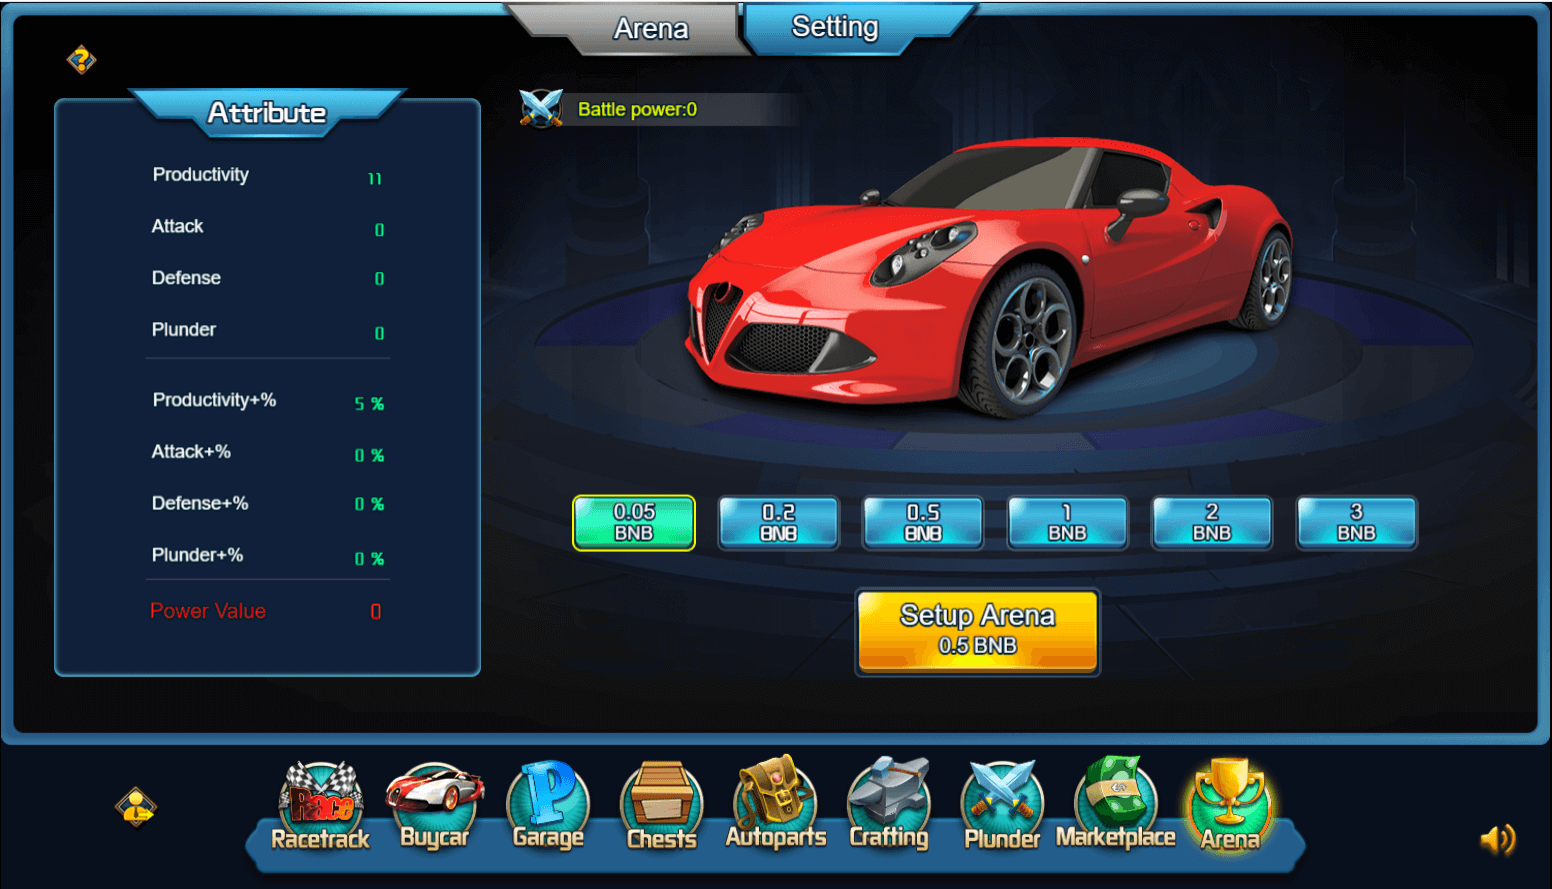 Arena
Setting
?
Attribute
Battle power:0
Productivity 11
Attack 0
Defense 0
Plunder 0
Productivity+% 5 %
Attack+% 0 %
Defense+% 0 %
Plunder+% 0 %
Power Value 0
0.05
BNB
0.2
BNB
0.5
BNB
1
BNB
2
BNB
3
BNB
Setup Arena
0.5 BNB
Race
Racetrack
Buycar
P
Garage
Chests
Autoparts
Crafting
Plunder
Marketplace
Arena